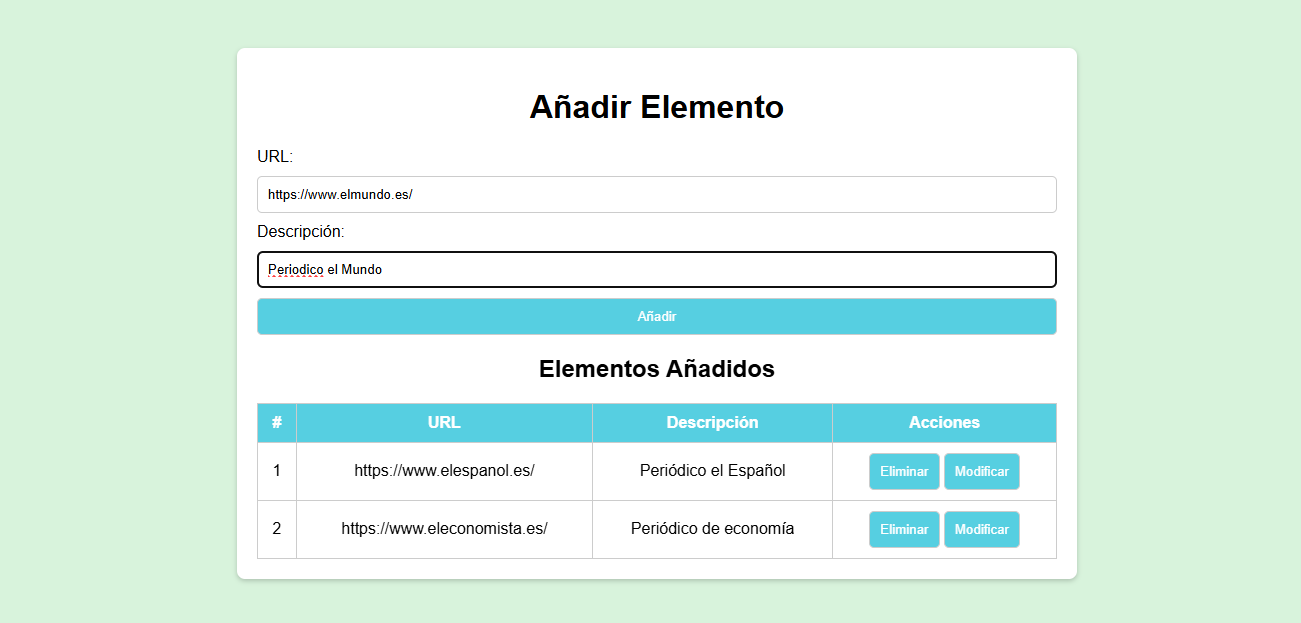 Añadir Elemento
URL:
https://www.elmundo.es/
Descripción:
Periodico el Mundo
Añadir
Elementos Añadidos
# URL Descripción Acciones
1 https://www.elespanol.es/ Periódico el Español Eliminar Modificar
2 https://www.eleconomista.es/ Periódico de economía Eliminar Modificar